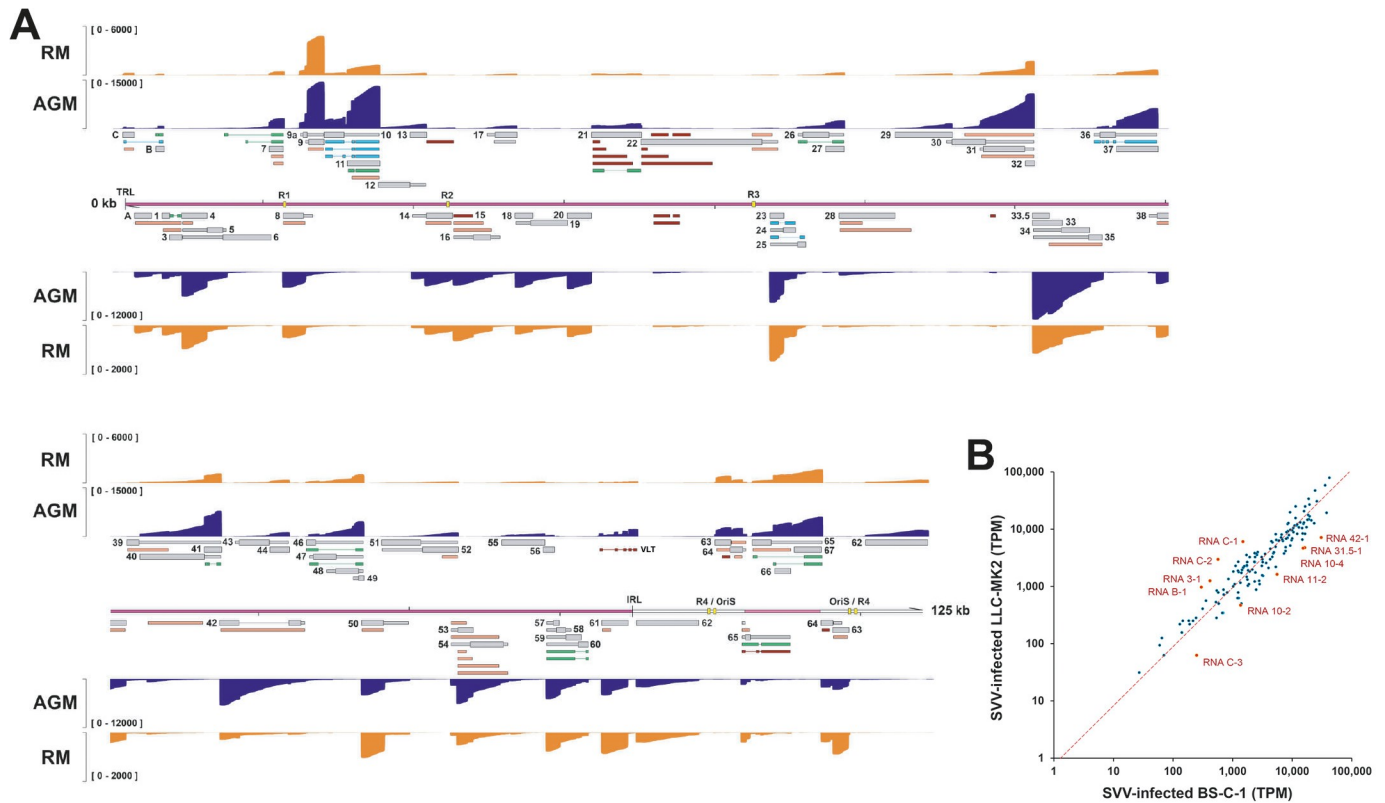 A
RM
[ 0 - 6000 ]
AGM
[ 0 - 15000 ]
C 9a 10 13 17 21 26 29 36
B 7 9 22 30
11 27 31 37
12 32
TRL R1 R2 R3
0 kb
A 1 4 8 14 15 18 20 23 28 33.5 38
3 5 6 16 19 24 33
25 34 35
AGM
[ 0 - 12000 ]
RM
[ 0 - 2000 ]
RM
[ 0 - 6000 ]
AGM
[ 0 - 15000 ]
39 43 46 51 55 63 65 62
40 41 44 47 52 56 VLT 64 67
48 49 66
IRL R4 / OriS OriS / R4
125 kb
42 50 53 57 58 61 62 64 63
54 59 60 65
AGM
[ 0 - 12000 ]
RM
[ 0 - 2000 ]
B
SVV-infected LLC-MK2 (TPM)
100,000
10,000
1,000
100
10
1
RNA C-1
RNA C-2
RNA 3-1
RNA B-1
RNA 42-1
RNA 31.5-1
RNA 10-4
RNA 11-2
RNA 10-2
RNA C-3
1 10 100 1,000 10,000 100,000
SVV-infected BS-C-1 (TPM)